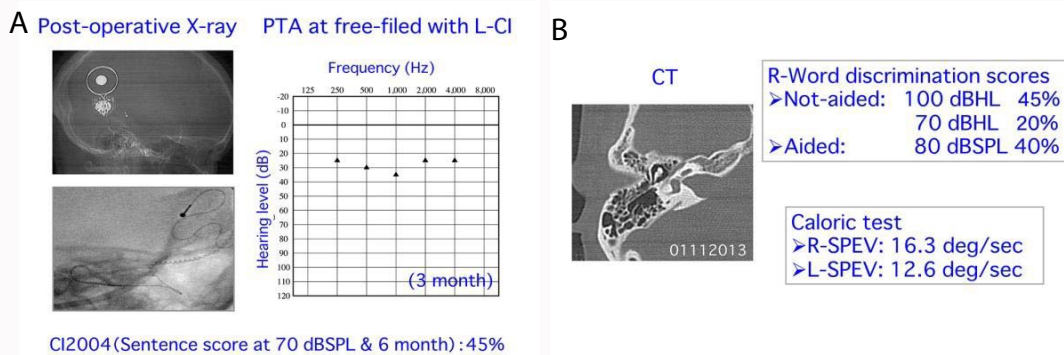 A Post-operative X-ray
PTA at free-filed with L-CI
Frequency (Hz)
125 250 500 1,000 2,000 4,000 8,000
-20
-10
0
10
20
30
40
50
60
70
80
90
100
110
120
Hearing level (dB)
(3 month)
CI2004(Sentence score at 70 dBSPL & 6 month) : 45%
B
CT
01112013
R-Word discrimination scores
➢Not-aided: 100 dBHL 45%
70 dBHL 20%
➢Aided: 80 dBSPL 40%
Caloric test
➢R-SPEV: 16.3 deg/sec
➢L-SPEV: 12.6 deg/sec